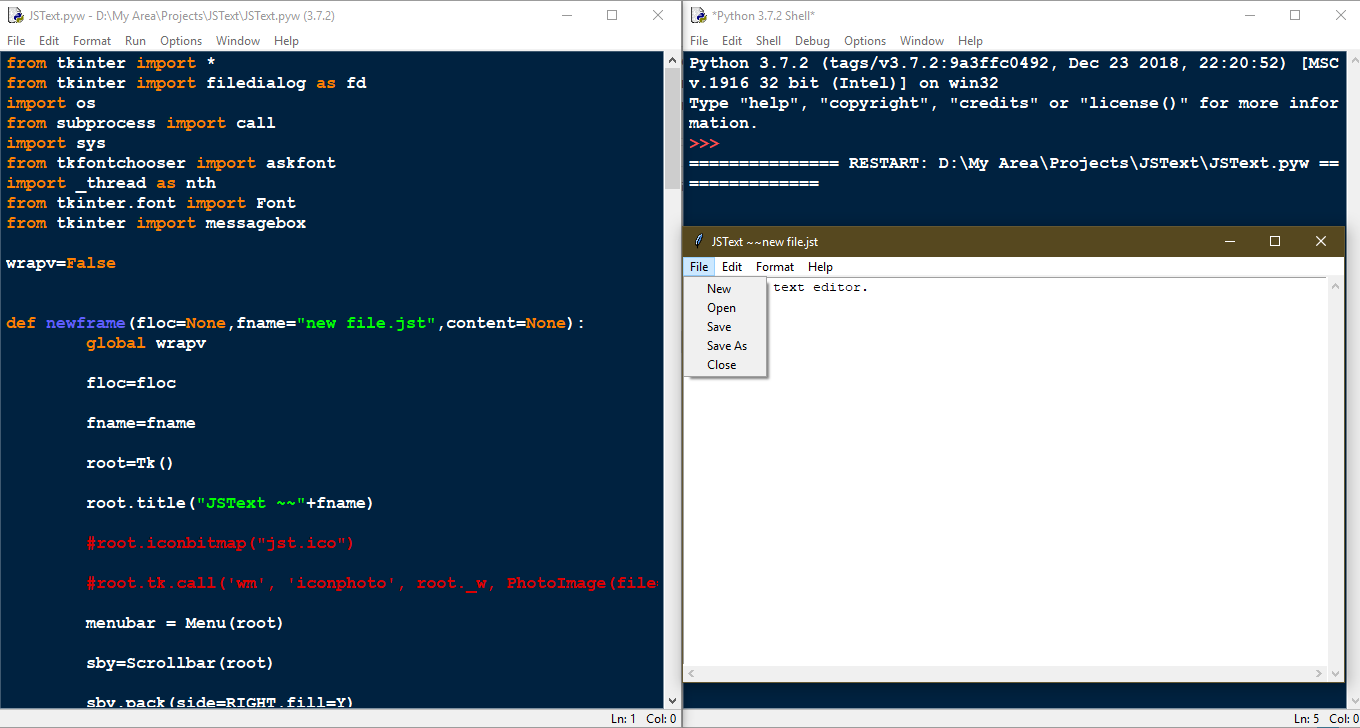 JSText.pyw - D:\My Area\Projects\JSText\JSText.pyw (3.7.2)
File Edit Format Run Options Window Help
from tkinter import *
from tkinter import filedialog as fd
import os
from subprocess import call
import sys
from tkfontchooser import askfont
import _thread as nth
from tkinter.font import Font
from tkinter import messagebox
wrapv=False
def newframe(floc=None,fname="new file.jst",content=None):
global wrapv
floc=floc
fname=fname
root=Tk()
root.title("JSText ~~"+fname)
#root.iconbitmap("jst.ico")
#root.tk.call('wm', 'iconphoto', root._w, PhotoImage(file
menubar = Menu(root)
sby=Scrollbar(root)
sby.pack(side=RIGHT,fill=Y)
Ln: 1 Col: 0
*Python 3.7.2 Shell*
File Edit Shell Debug Options Window Help
Python 3.7.2 (tags/v3.7.2:9a3ffc0492, Dec 23 2018, 22:20:52) [MSC
v.1916 32 bit (Intel)] on win32
Type "help", "copyright", "credits" or "license()" for more infor
mation.
>>>
=============== RESTART: D:\My Area\Projects\JSText\JSText.pyw ==
=============
JSText ~~new file.jst
File Edit Format Help
text editor.
New
Open
Save
Save As
Close
Ln: 5 Col: 0